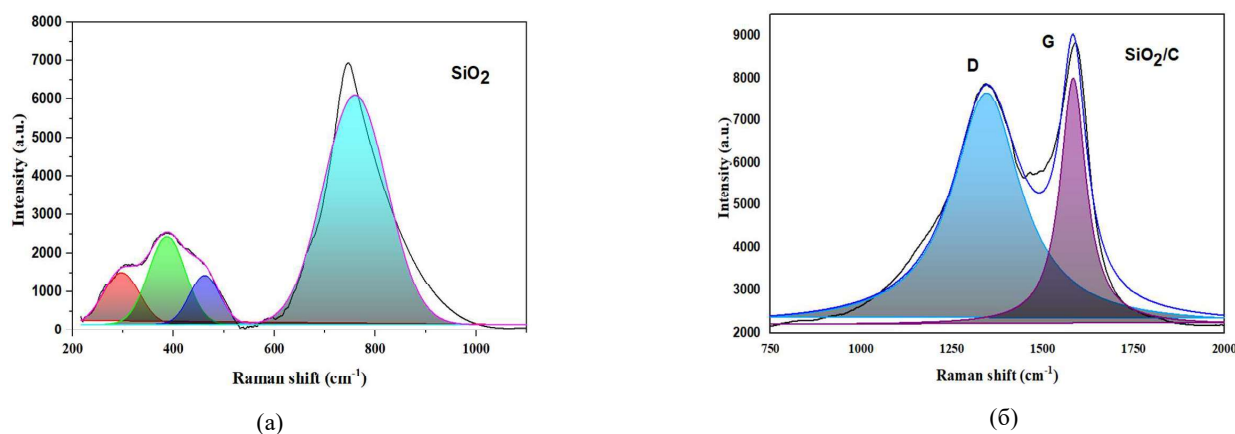 8000
7000
6000
5000
4000
3000
2000
1000
0
Intensity (a.u.)
SiO₂
200 400 600 800 1000
Raman shift (cm⁻¹)
(a)
9000
8000
7000
6000
5000
4000
3000
2000
Intensity (a.u.)
D
G
SiO₂/C
750 1000 1250 1500 1750 2000
Raman shift (cm⁻¹)
(б)